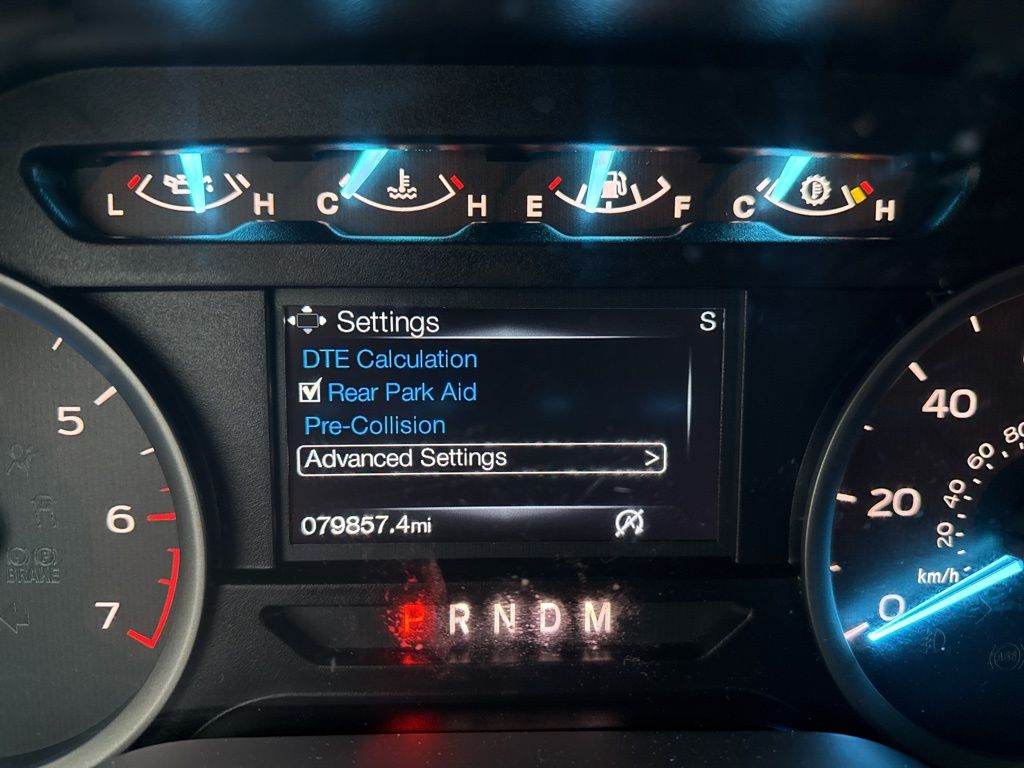 L H C H E F C H
Settings S
DTE Calculation
Rear Park Aid
Pre-Collision
Advanced Settings >
079857.4mi
P R N D M
5
6
7
BRAKE
40
20
0
80
60
40
20
km/h
ABS